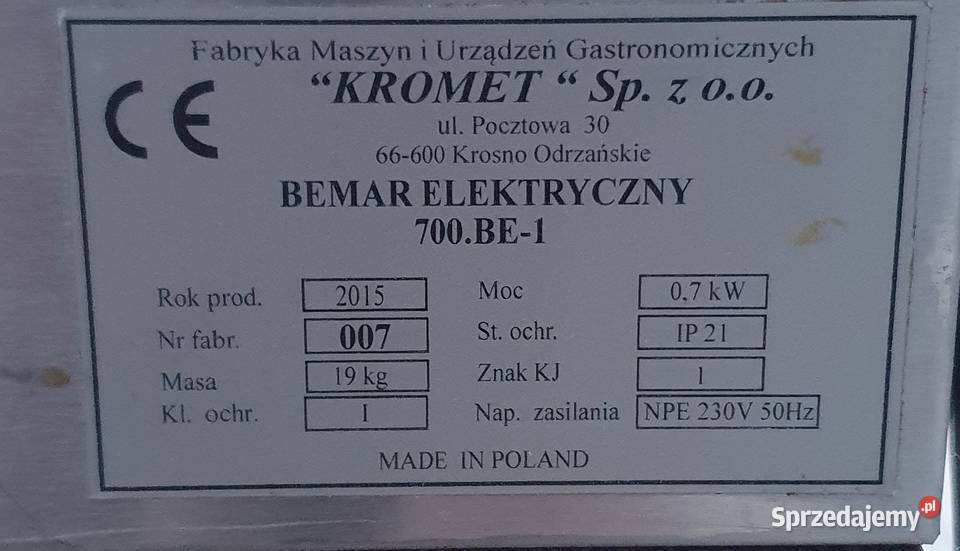 Fabryka Maszyn i Urządzeń Gastronomicznych
CE
"KROMET " Sp. z o.o.
ul. Pocztowa 30
66-600 Krosno Odrzańskie
BEMAR ELEKTRYCZNY
700.BE-1
Rok prod. 2015 Moc 0,7 kW
Nr fabr. 007 St. ochr. IP 21
Masa 19 kg Znak KJ 1
Kl. ochr. I Nap. zasilania NPE 230V 50Hz
MADE IN POLAND
Sprzedajemy.pl